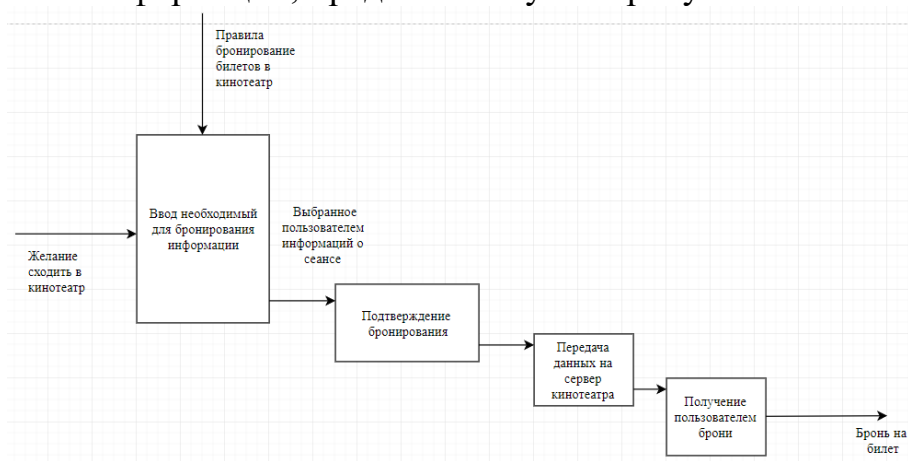 Правила
бронирование
билетов в
кинотеатр
Ввод необходимый
для бронирования
информации
Выбранное
пользователем
информаций о
сеансе
Желание
сходить в
кинотеатр
Подтверждение
бронирования
Передача
данных на
сервер
кинотеатра
Получение
пользователем
брони
Бронь на
билет